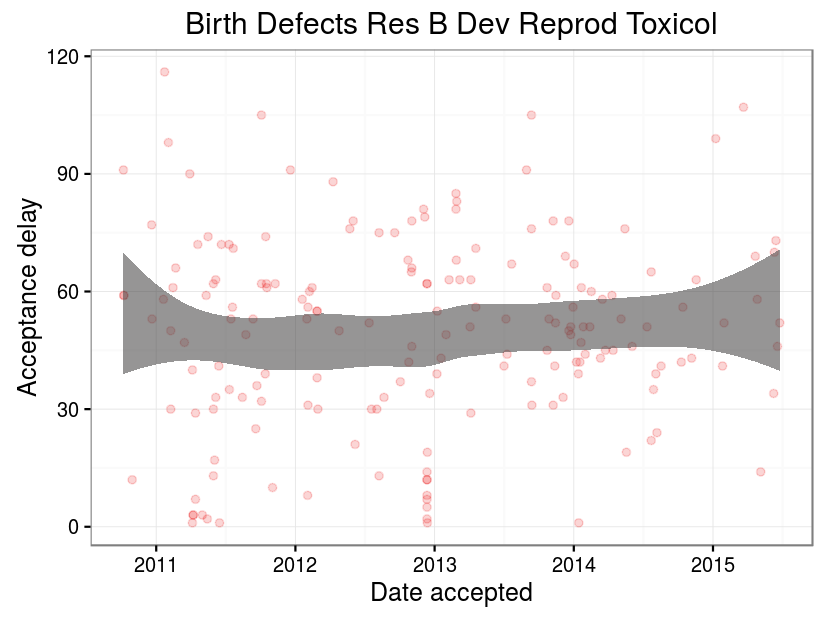 Birth Defects Res B Dev Reprod Toxicol
120
90
60
30
0
Acceptance delay
2011 2012 2013 2014 2015
Date accepted